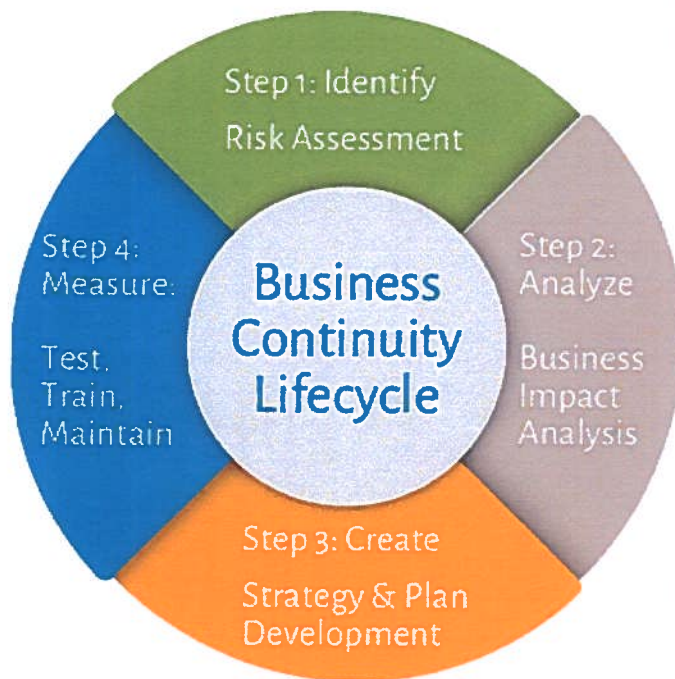 Step 1: Identify
Risk Assessment
Step 2:
Analyze
Business
Impact
Analysis
Step 3: Create
Strategy & Plan
Development
Step 4:
Measure:
Test,
Train,
Maintain
Business
Continuity
Lifecycle